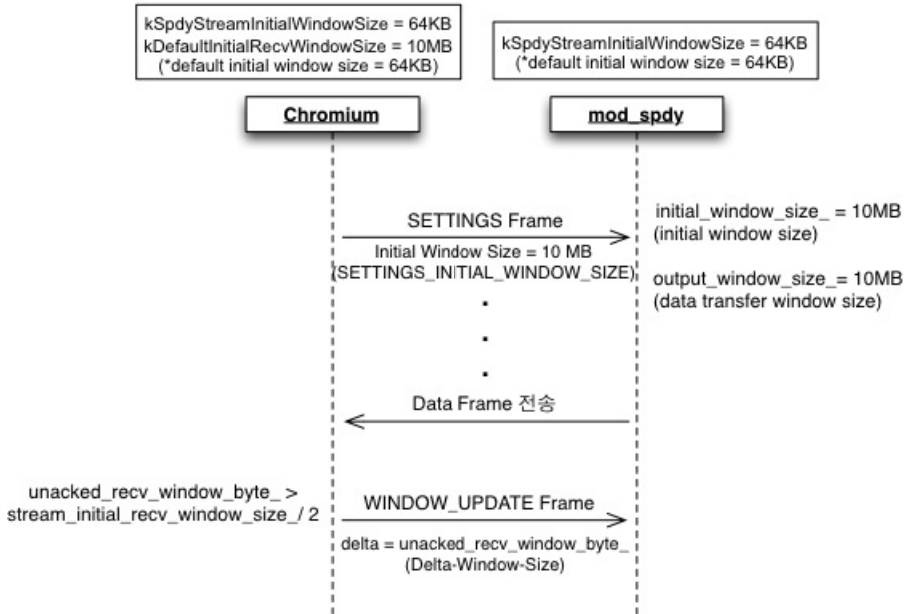 kSpdyStreamInitialWindowSize = 64KB
kDefaultInitialRecvWindowSize = 10MB
(*default initial window size = 64KB)
kSpdyStreamInitialWindowSize = 64KB
(*default initial window size = 64KB)
Chromium
mod_spdy
SETTINGS Frame
Initial Window Size = 10 MB
(SETTINGS_INITIAL_WINDOW_SIZE)
initial_window_size_ = 10MB
(initial window size)
output_window_size_= 10MB
(data transfer window size)
Data Frame 전송
unacked_recv_window_byte_ >
stream_initial_recv_window_size_/ 2
WINDOW_UPDATE Frame
delta = unacked_recv_window_byte_
(Delta-Window-Size)